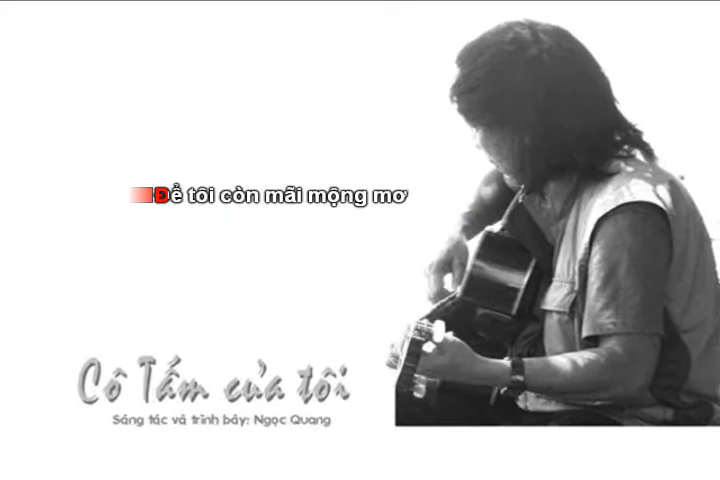 Để tôi còn mãi mộng mơ
Cô Tấm của tôi
Sáng tác và trình bày: Ngọc Quang